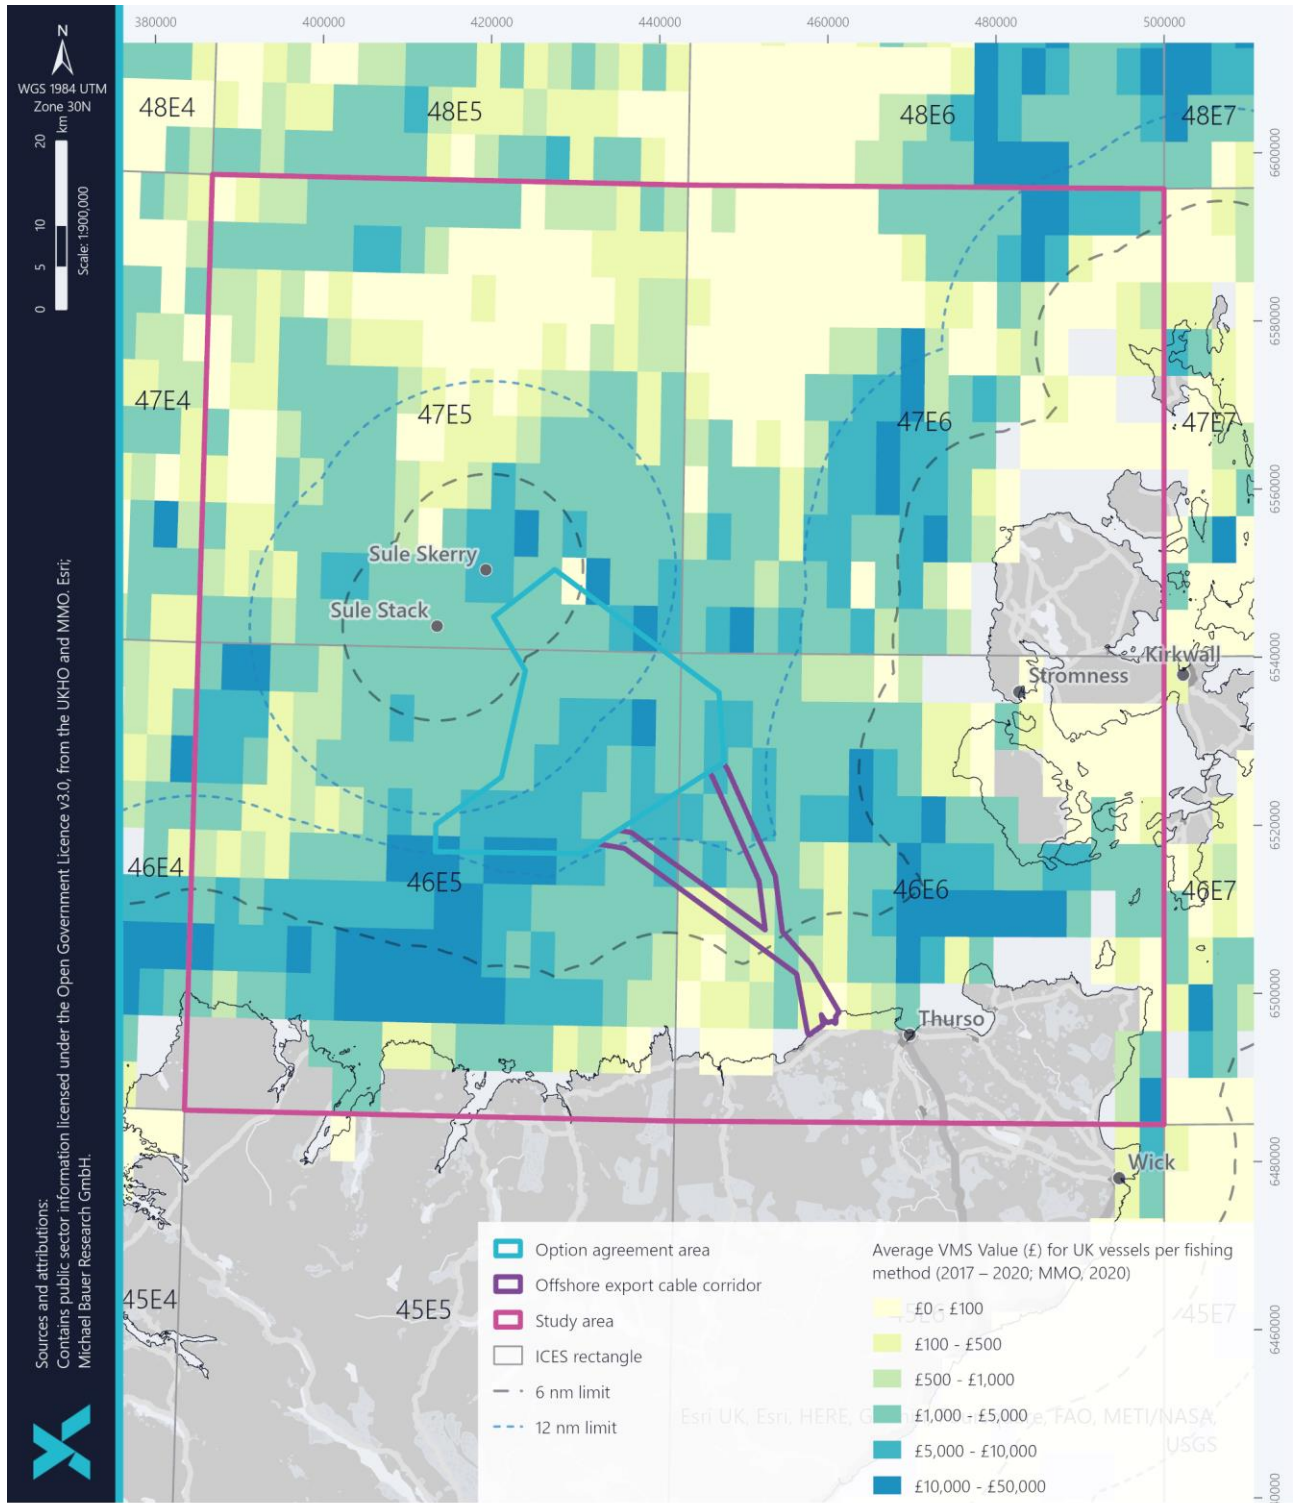 380000
400000
420000
440000
460000
480000
500000
N
WGS 1984 UTM
Zone 30N
0
5
10
20
km
Scale: 1:900,000
Sources and attributions:
Contains public sector information licensed under the Open Government Licence v3.0, from the UKHO and MMO. Esri;
Michael Bauer Research GmbH.
48E4
48E5
48E6
48E7
6600000
6580000
47E4
47E5
47E6
47E7
6560000
Sule Skerry
Sule Stack
6540000
Kirkwall
Stromness
6520000
46E4
46E5
46E6
46E7
6500000
Thurso
6480000
Wick
6460000
45E4
45E5
45E7
Option agreement area
Offshore export cable corridor
Study area
ICES rectangle
6 nm limit
12 nm limit
Average VMS Value (£) for UK vessels per fishing
method (2017 – 2020; MMO, 2020)
£0 - £100
£100 - £500
£500 - £1,000
£1,000 - £5,000
£5,000 - £10,000
£10,000 - £50,000
Esri UK, Esri, HERE, FAO, METI/NASA,
USGS